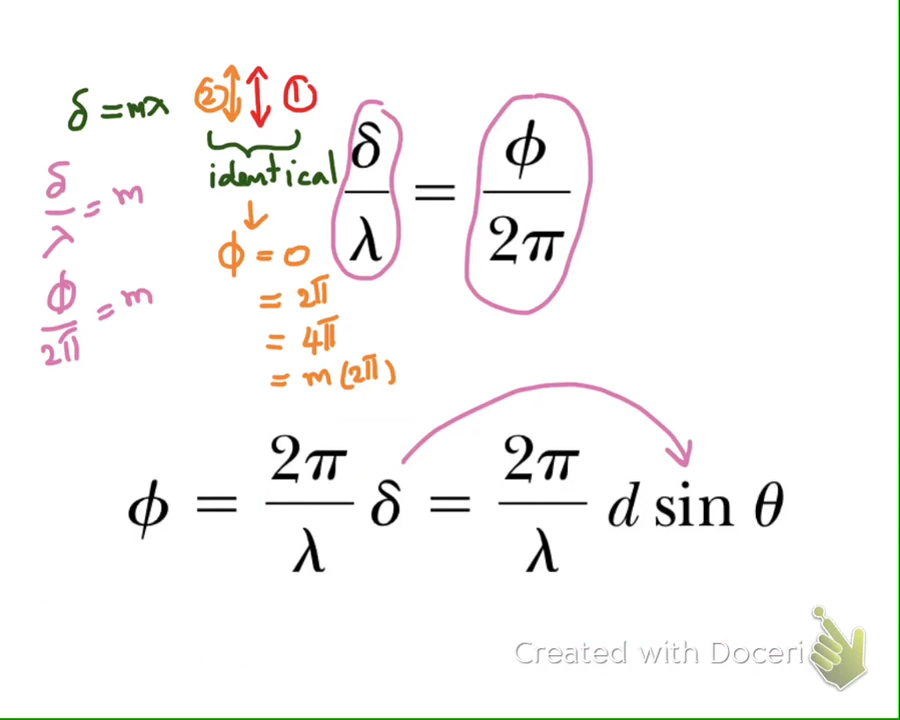 δ = mλ ② ①
identical
δ/λ = m
ϕ = 0
= 2π
= 4π
= m(2π)
ϕ/2π = m
δ/λ = ϕ/2π
ϕ = 2π/λ δ = 2π/λ d sin θ
Created with Doceri